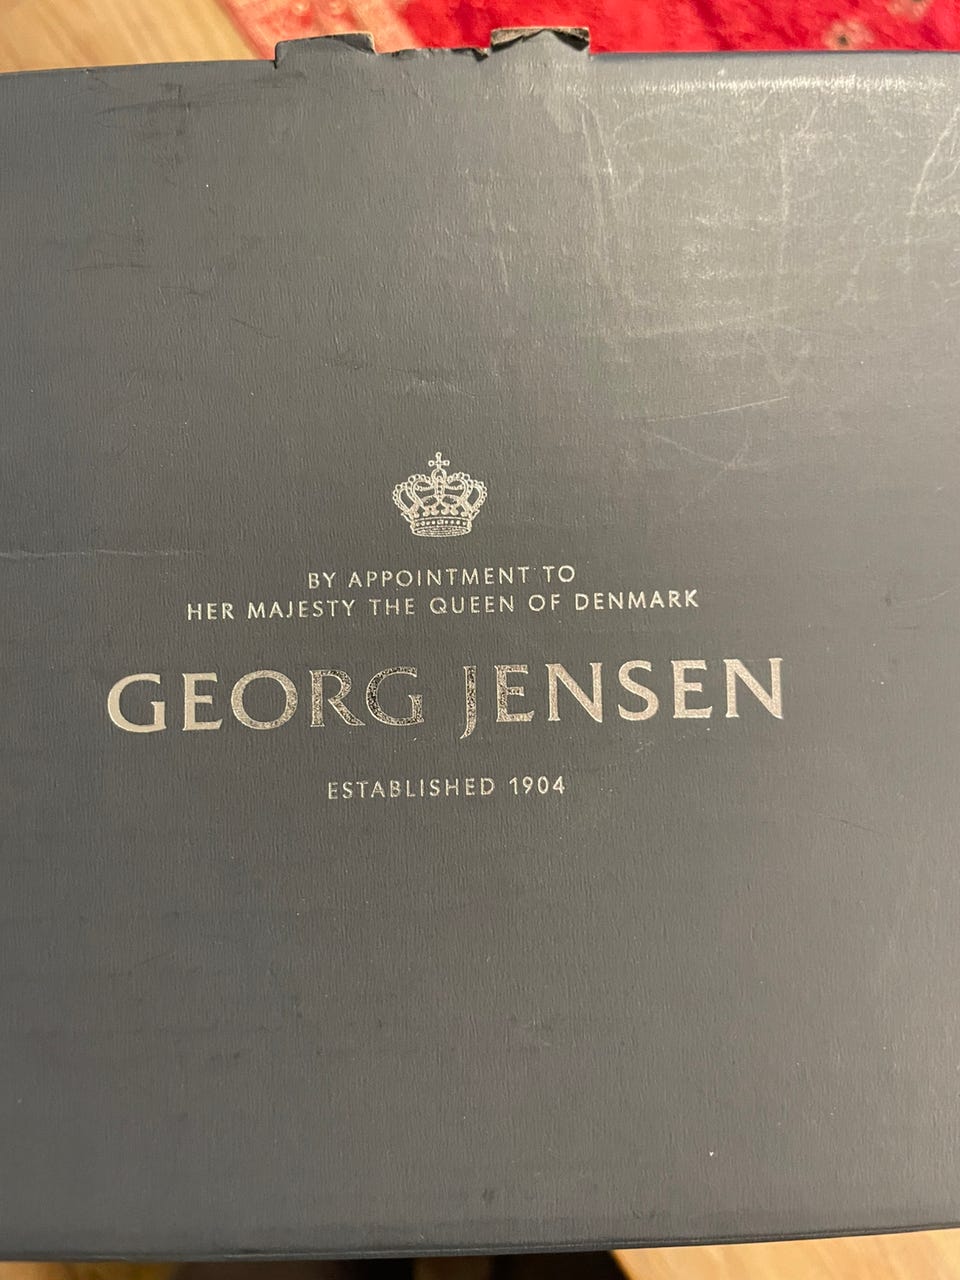 BY APPOINTMENT TO
HER MAJESTY THE QUEEN OF DENMARK
GEORG JENSEN
ESTABLISHED 1904